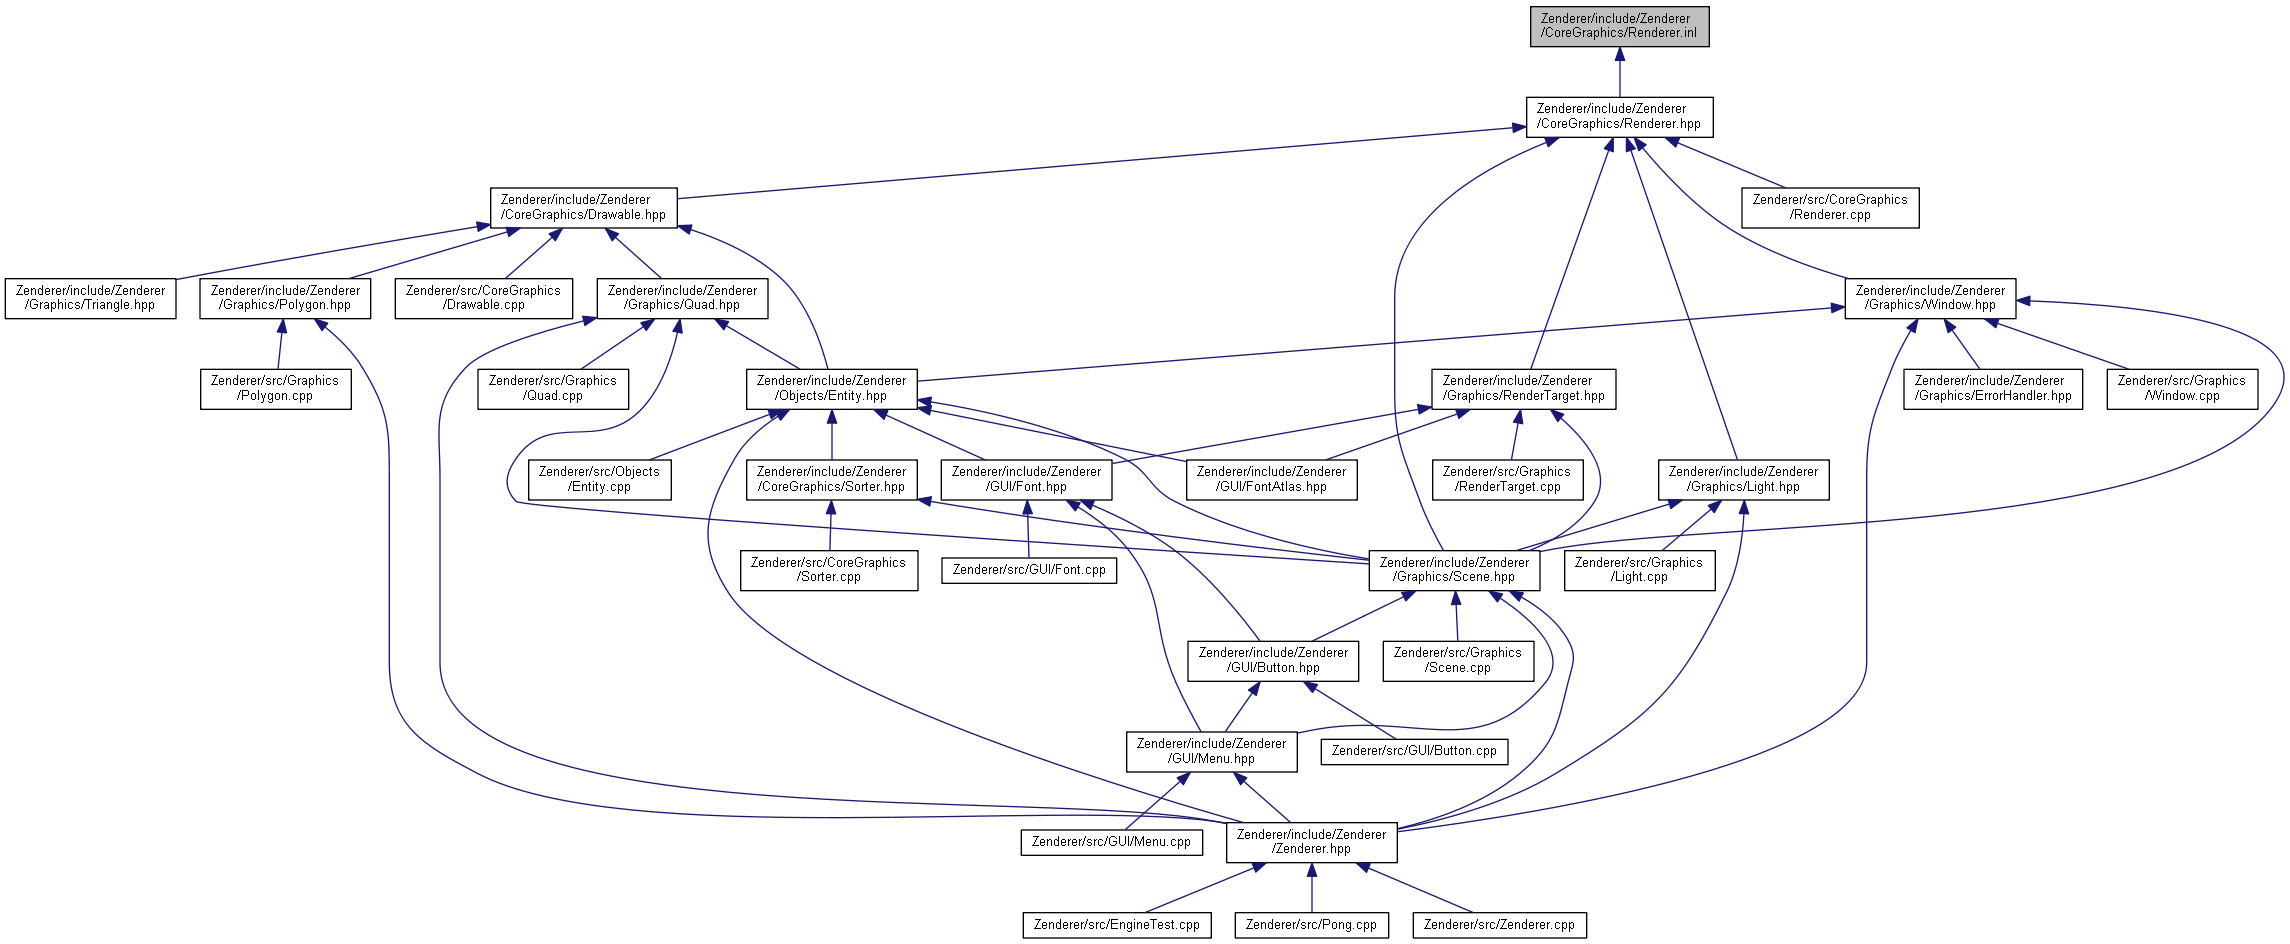 Zenderer/include/Zenderer
/CoreGraphics/Renderer.inl
Zenderer/include/Zenderer
/CoreGraphics/Renderer.hpp
Zenderer/include/Zenderer
/CoreGraphics/Drawable.hpp
Zenderer/src/CoreGraphics
/Renderer.cpp
Zenderer/include/Zenderer
/Graphics/Triangle.hpp
Zenderer/include/Zenderer
/Graphics/Polygon.hpp
Zenderer/src/CoreGraphics
/Drawable.cpp
Zenderer/include/Zenderer
/Graphics/Quad.hpp
Zenderer/include/Zenderer
/Graphics/Window.hpp
Zenderer/src/Graphics
/Polygon.cpp
Zenderer/src/Graphics
/Quad.cpp
Zenderer/include/Zenderer
/Objects/Entity.hpp
Zenderer/include/Zenderer
/Graphics/RenderTarget.hpp
Zenderer/include/Zenderer
/Graphics/ErrorHandler.hpp
Zenderer/src/Graphics
/Window.cpp
Zenderer/src/Objects
/Entity.cpp
Zenderer/include/Zenderer
/CoreGraphics/Sorter.hpp
Zenderer/include/Zenderer
/GUI/Font.hpp
Zenderer/include/Zenderer
/GUI/FontAtlas.hpp
Zenderer/src/Graphics
/RenderTarget.cpp
Zenderer/include/Zenderer
/Graphics/Light.hpp
Zenderer/src/CoreGraphics
/Sorter.cpp
Zenderer/src/GUI/Font.cpp
Zenderer/include/Zenderer
/Graphics/Scene.hpp
Zenderer/src/Graphics
/Light.cpp
Zenderer/include/Zenderer
/GUI/Button.hpp
Zenderer/src/Graphics
/Scene.cpp
Zenderer/include/Zenderer
/GUI/Menu.hpp
Zenderer/src/GUI/Button.cpp
Zenderer/src/GUI/Menu.cpp
Zenderer/include/Zenderer
/Zenderer.hpp
Zenderer/src/EngineTest.cpp
Zenderer/src/Pong.cpp
Zenderer/src/Zenderer.cpp